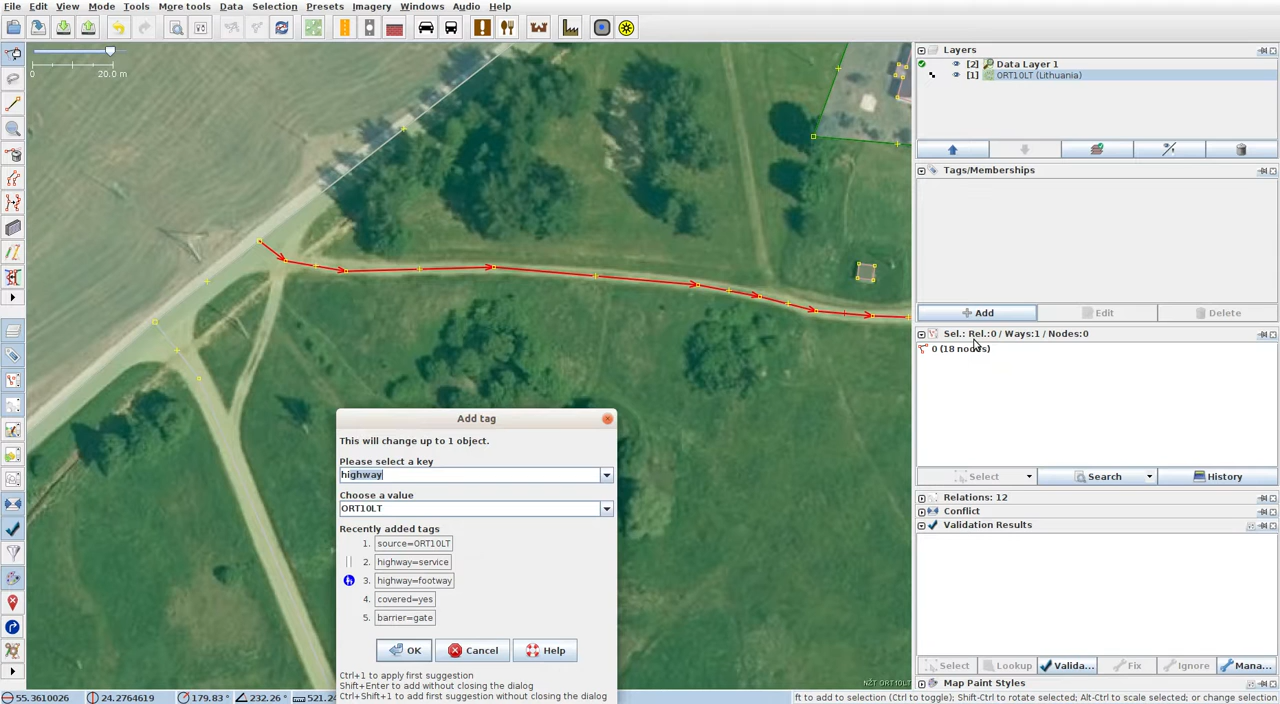 File Edit View Mode Tools More tools Data Selection Presets Imagery Windows Audio Help
0 20.0 m
Layers
[2] Data Layer 1
[1] ORT10LT (Lithuania)
Tags/Memberships
Add Edit Delete
Sel.: Rel.:0 / Ways:1 / Nodes:0
0 (18 nodes)
Select Search History
Relations: 12
Conflict
Validation Results
Select Lookup Valida... Fix Ignore Mana...
Map Paint Styles
Add tag
This will change up to 1 object.
Please select a key
highway
Choose a value
ORT10LT
Recently added tags
1. source=ORT10LT
2. highway=service
3. highway=footway
4. covered=yes
5. barrier=gate
OK Cancel Help
Ctrl+1 to apply first suggestion
Shift+Enter to add without closing the dialog
Ctrl+Shift+1 to add first suggestion without closing the dialog
NŽT ORT10LT
55.3610026 24.2764619 179.83° 232.26° 521.2 ft to add to selection (Ctrl to toggle); Shift-Ctrl to rotate selected; Alt-Ctrl to scale selected; or change selection